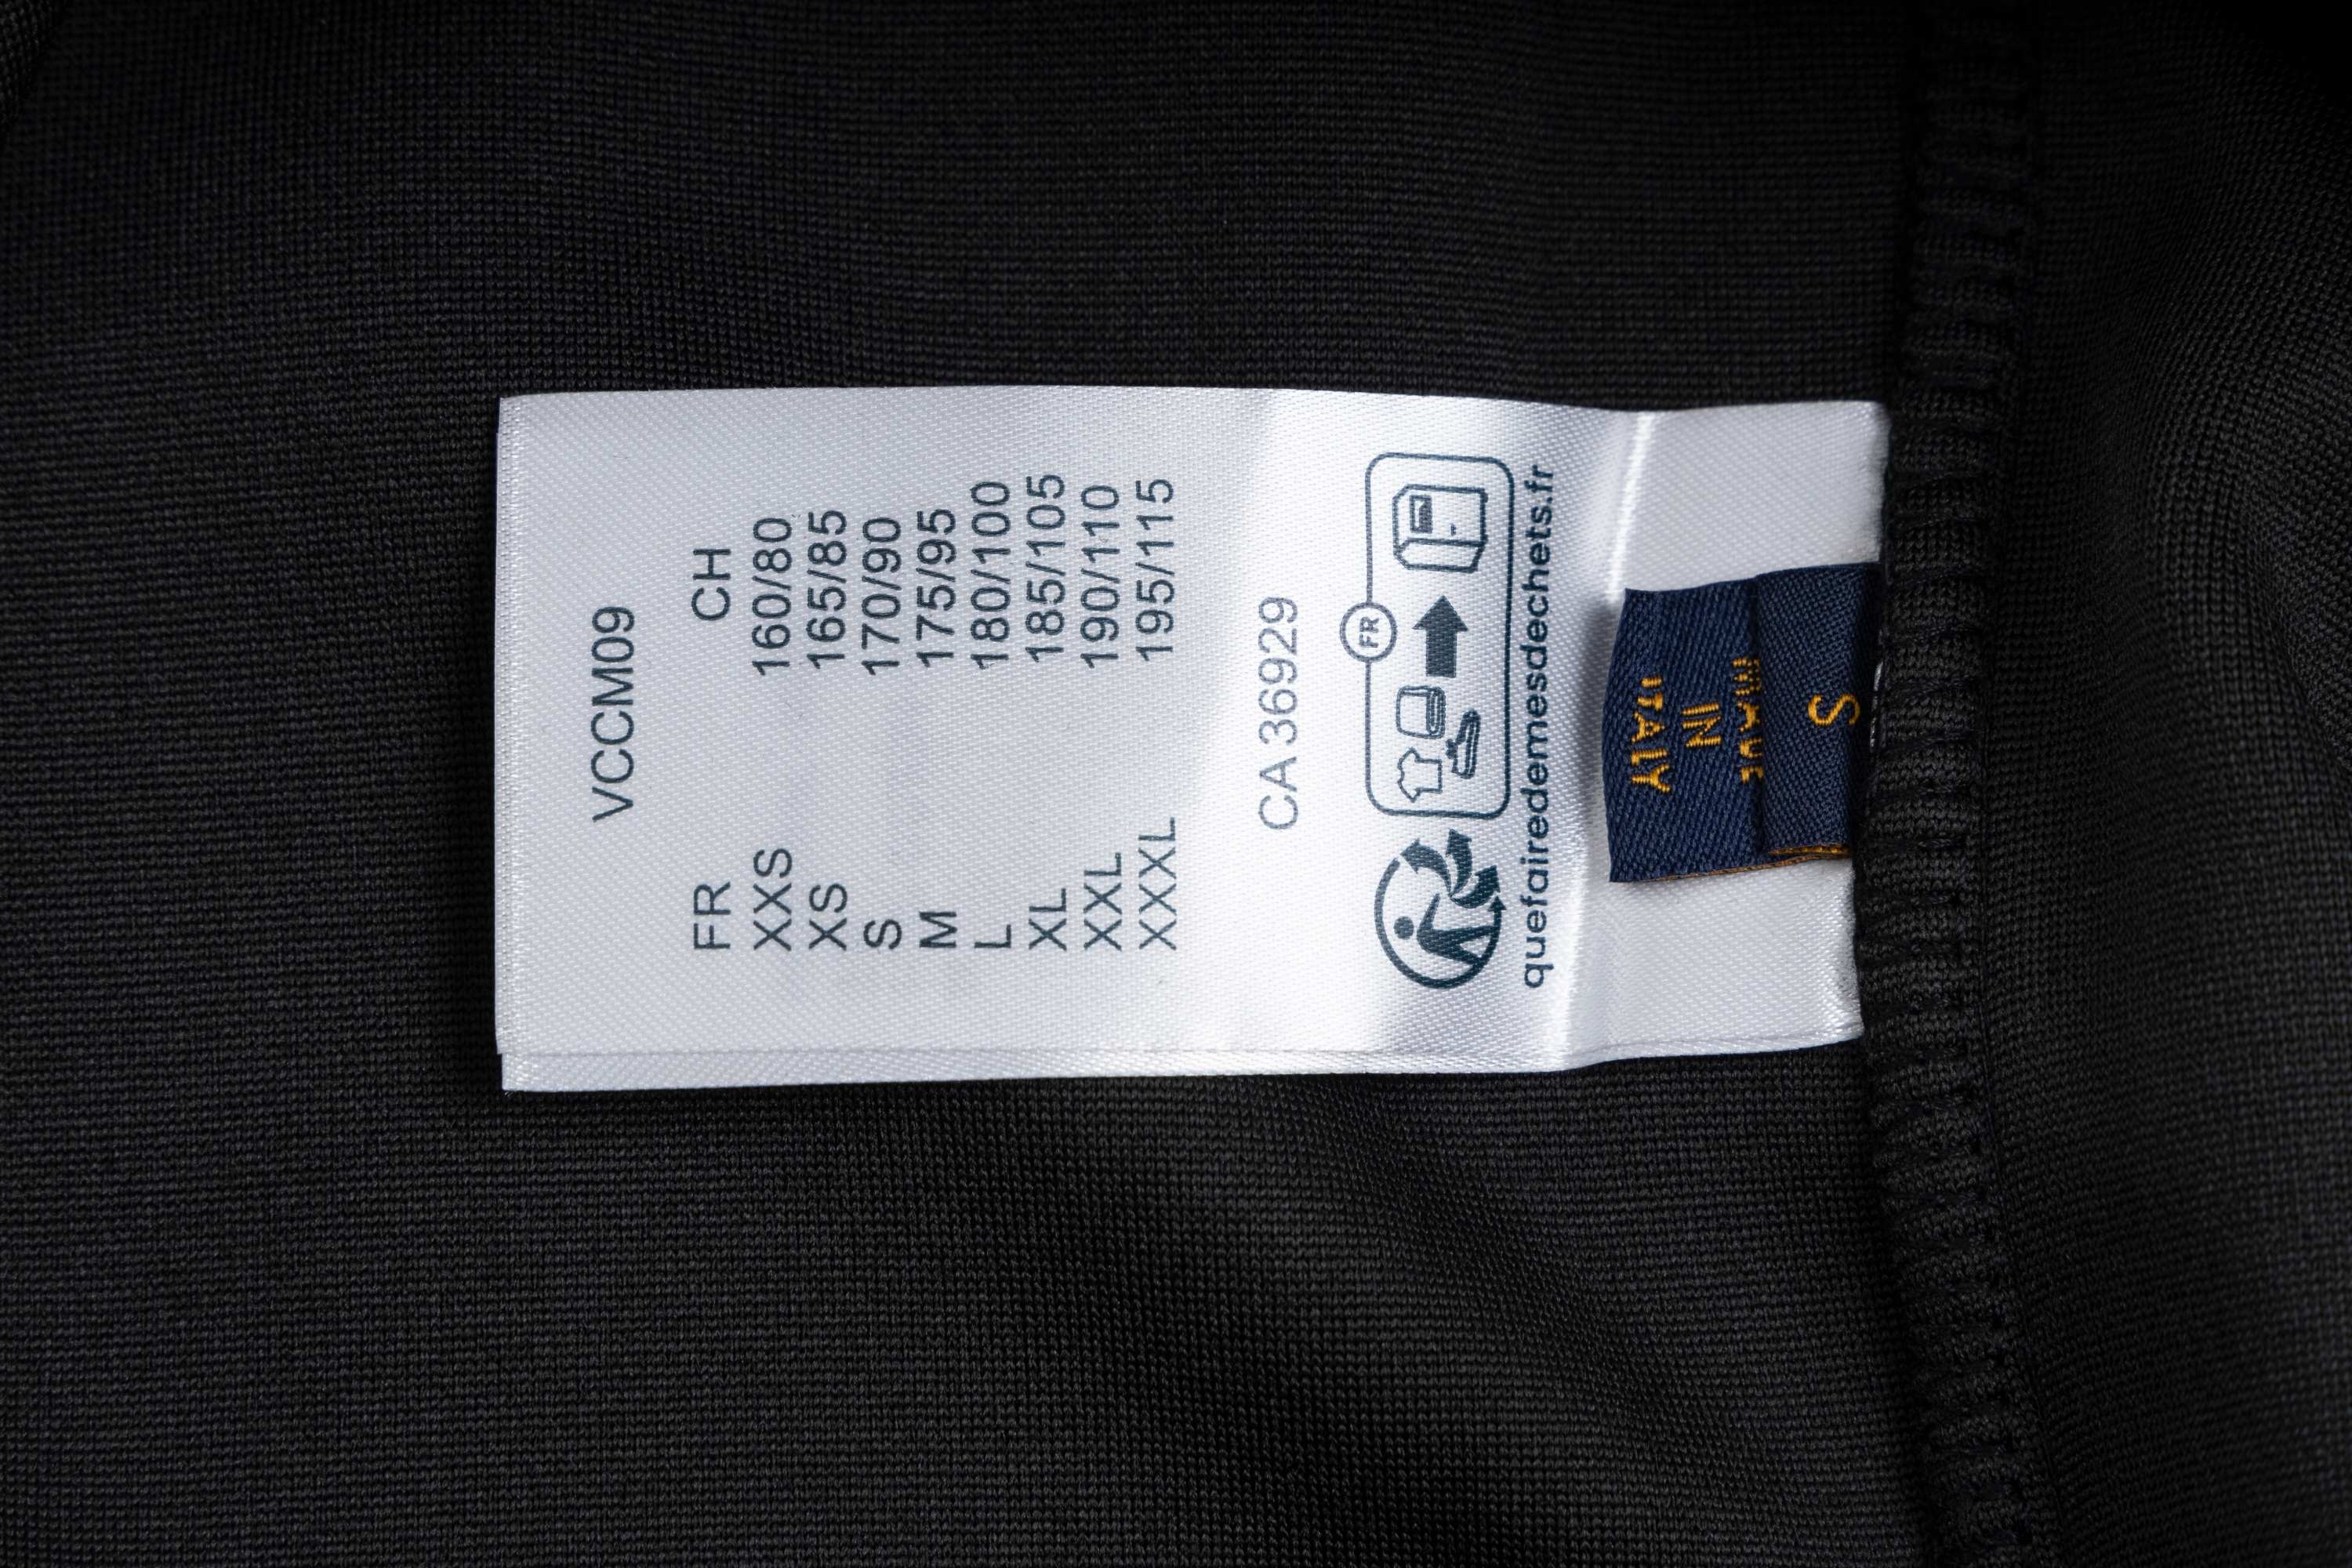 VCCM09
FR CH
XXS 160/80
XS 165/85
S 170/90
M 175/95
L 180/100
XL 185/105
XXL 190/110
XXXL 195/115
CA 36929
FR
quefairedemesdechets.fr
S
MADE
IN
ITALY